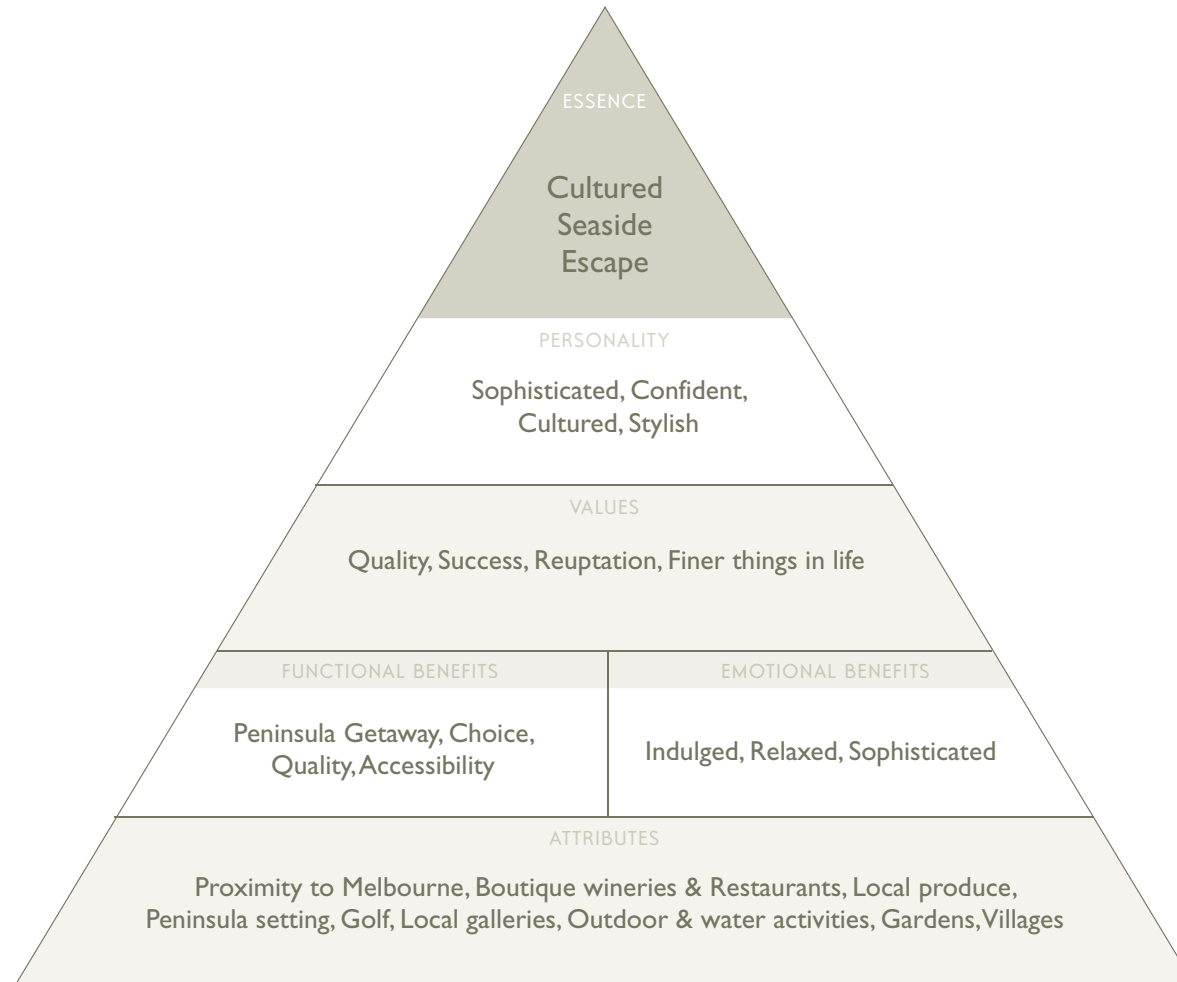 ESSENCE
Cultured
Seaside
Escape
PERSONALITY
Sophisticated, Confident,
Cultured, Stylish
VALUES
Quality, Success, Reuptation, Finer things in life
FUNCTIONAL BENEFITS
Peninsula Getaway, Choice,
Quality, Accessibility
EMOTIONAL BENEFITS
Indulged, Relaxed, Sophisticated
ATTRIBUTES
Proximity to Melbourne, Boutique wineries & Restaurants, Local produce,
Peninsula setting, Golf, Local galleries, Outdoor & water activities, Gardens, Villages